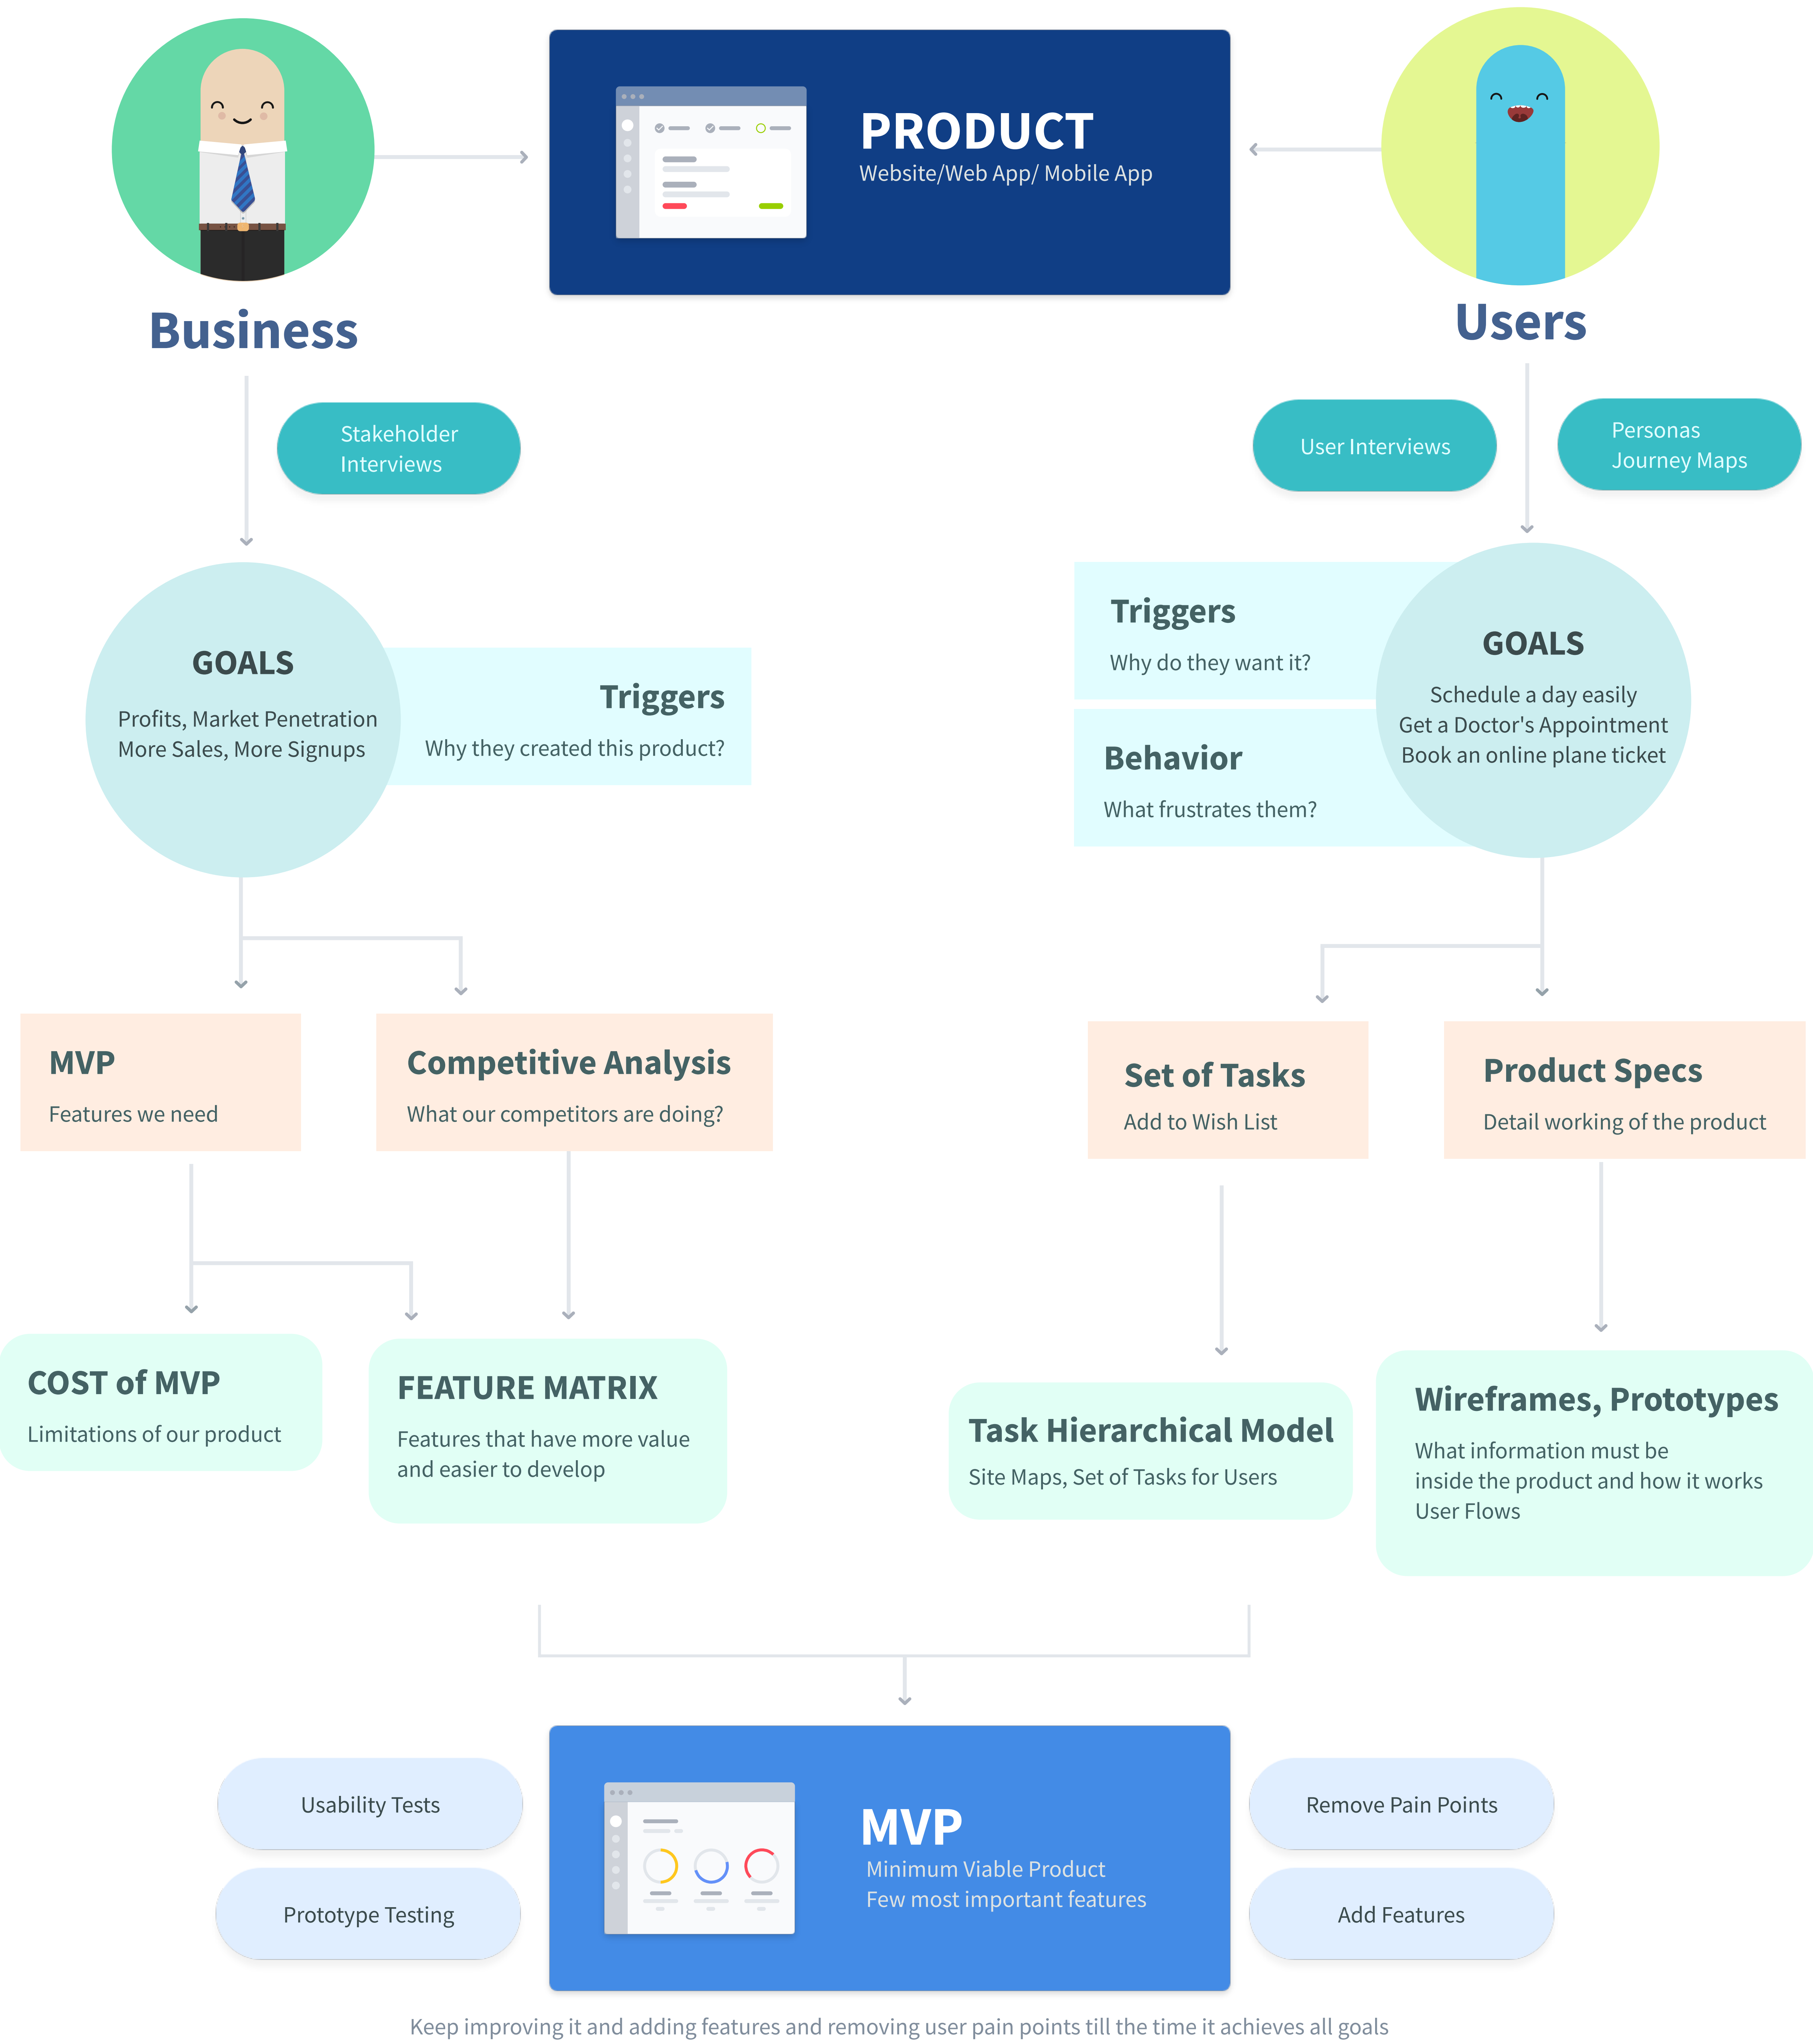 PRODUCT
Website/Web App/ Mobile App
Business
Users
Stakeholder
Interviews
User Interviews
Personas
Journey Maps
GOALS
Profits, Market Penetration
More Sales, More Signups
Triggers
Why they created this product?
Triggers
Why do they want it?
Behavior
What frustrates them?
GOALS
Schedule a day easily
Get a Doctor's Appointment
Book an online plane ticket
MVP
Features we need
Competitive Analysis
What our competitors are doing?
Set of Tasks
Add to Wish List
Product Specs
Detail working of the product
COST of MVP
Limitations of our product
FEATURE MATRIX
Features that have more value
and easier to develop
Task Hierarchical Model
Site Maps, Set of Tasks for Users
Wireframes, Prototypes
What information must be
inside the product and how it works
User Flows
Usability Tests
Prototype Testing
MVP
Minimum Viable Product
Few most important features
Remove Pain Points
Add Features
Keep improving it and adding features and removing user pain points till the time it achieves all goals